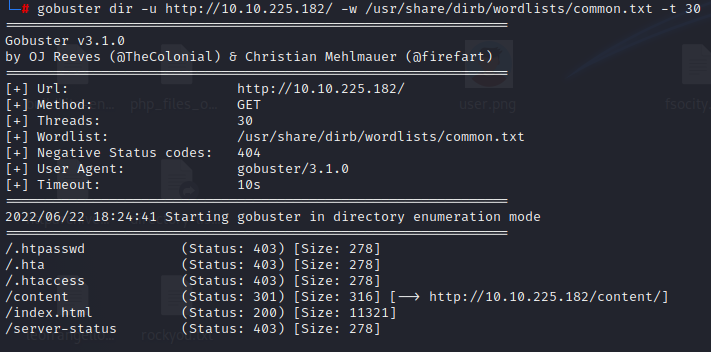 # gobuster dir -u http://10.10.225.182/ -w /usr/share/dirb/wordlists/common.txt -t 30
===============================================================
Gobuster v3.1.0
by OJ Reeves (@TheColonial) & Christian Mehlmauer (@firefart)
===============================================================
[+] Url:                     http://10.10.225.182/
[+] Method:                  GET
[+] Threads:                 30
[+] Wordlist:                /usr/share/dirb/wordlists/common.txt
[+] Negative Status codes:   404
[+] User Agent:              gobuster/3.1.0
[+] Timeout:                 10s
===============================================================
2022/06/22 18:24:41 Starting gobuster in directory enumeration mode
===============================================================
/.htpasswd            (Status: 403) [Size: 278]
/.hta                 (Status: 403) [Size: 278]
/.htaccess            (Status: 403) [Size: 278]
/content              (Status: 301) [Size: 316] [--> http://10.10.225.182/content/]
/index.html           (Status: 200) [Size: 11321]
/server-status        (Status: 403) [Size: 278]
user.png
rockyou.txt